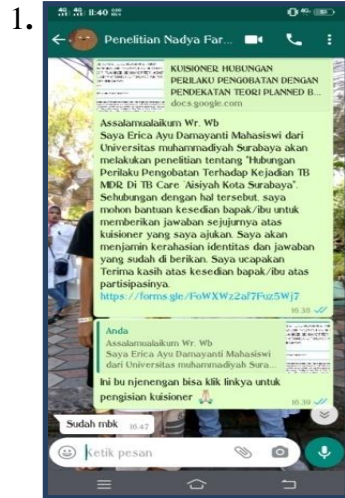 1.
11:40
Penelitian Nadya Far...
KUISIONER HUBUNGAN
PERILAKU PENGOBATAN DENGAN
PENDEKATAN TEORI PLANNED B...
docs.google.com
Assalamualaikum Wr. Wb
Saya Erica Ayu Damayanti Mahasiswi dari
Universitas muhammadiyah Surabaya akan
melakukan penelitian tentang "Hubungan
Perilaku Pengobatan Terhadap Kejadian TB
MDR Di TB Care 'Aisiyah Kota Surabaya".
Sehubungan dengan hal tersebut, saya
mohon bantuan kesedian bapak/ibu untuk
memberikan jawaban sejujurnya atas
kuisioner yang saya ajukan. Saya akan
menjamin kerahasian identitas dan jawaban
yang sudah di berikan. Saya ucapakan
Terima kasih atas kesedian bapak/ibu atas
partisipasinya.
https://forms.gle/FoWXWz2af7Fuz5Wj7
16.38
Anda
Assalamualaikum Wr. Wb
Saya Erica Ayu Damayanti Mahasiswi
dari Universitas muhammadiyah Sura...
Ini bu njenengan bisa klik linkya untuk
pengisian kuisioner
16.39
Sudah mbk 16.47
Ketik pesan